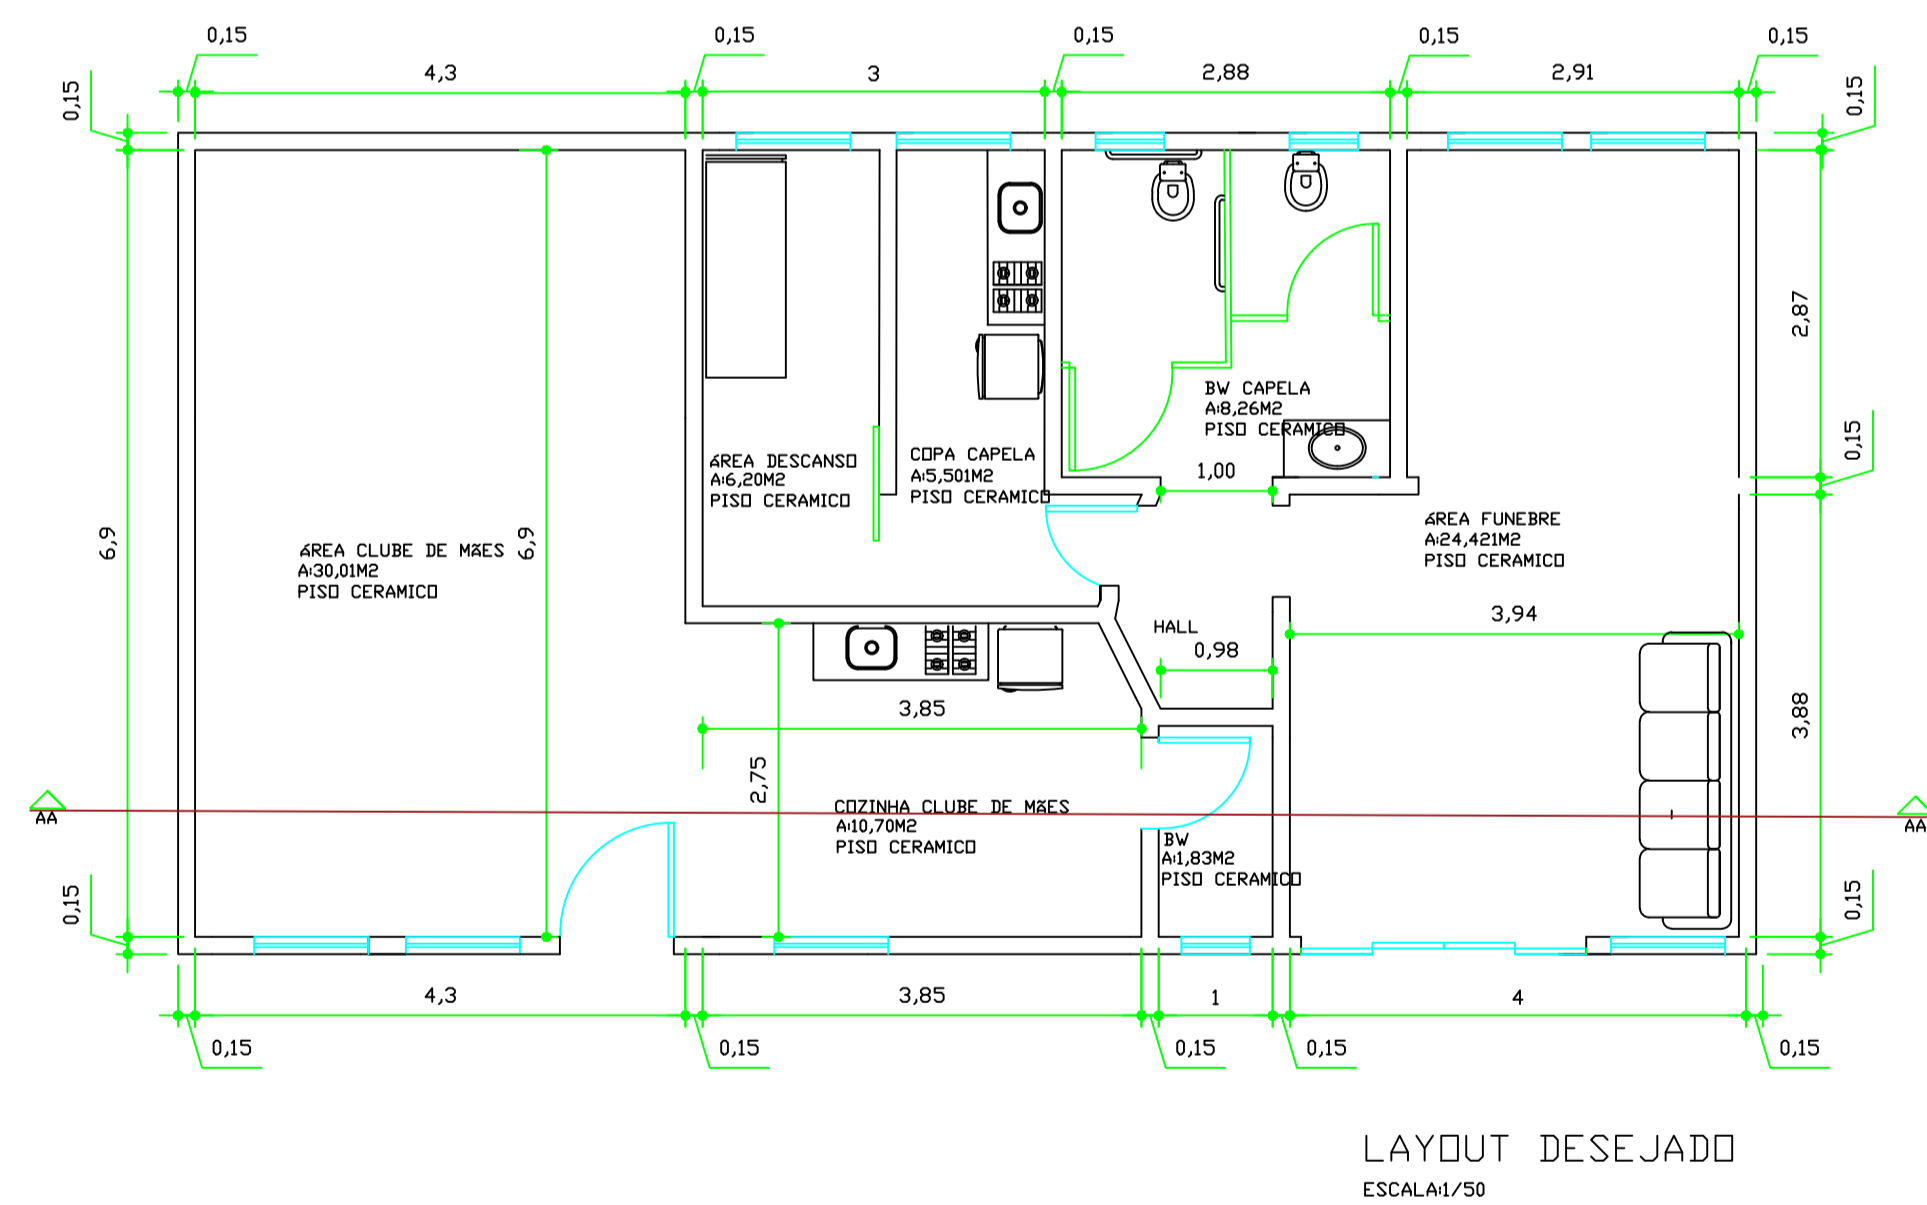 0,15
0,15
0,15
0,15
0,15
4,3
3
2,88
2,91
0,15
0,15
BW CAPELA
A:8,26M2
PISO CERAMICO
1,00
2,87
0,15
ÁREA DESCANSO
A:6,20M2
PISO CERAMICO
COPA CAPELA
A:5,501M2
PISO CERAMICO
6,9
ÁREA CLUBE DE MÃES
A:30,01M2
PISO CERAMICO
6,9
ÁREA FUNEBRE
A:24,421M2
PISO CERAMICO
3,94
HALL
0,98
3,85
2,75
3,88
COZINHA CLUBE DE MÃES
A:10,70M2
PISO CERAMICO
AA
AA
BW
A:1,83M2
PISO CERAMICO
0,15
0,15
4,3
3,85
1
4
0,15
0,15
0,15
0,15
0,15
LAYOUT DESEJADO
ESCALA:1/50